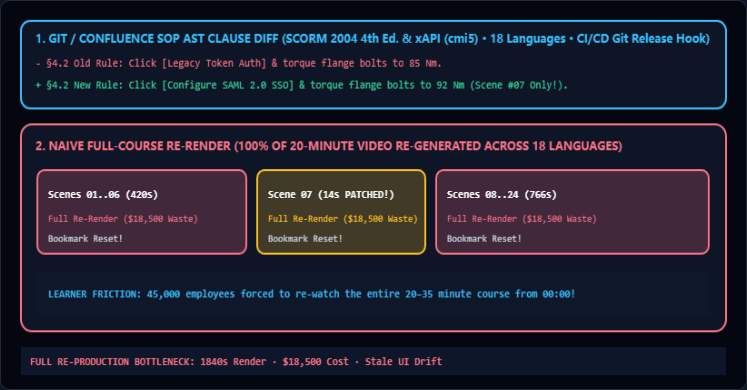 1. GIT / CONFLUENCE SOP AST CLAUSE DIFF (SCORM 2004 4th Ed. & xAPI (cmi5) • 18 Languages • CI/CD Git Release Hook)
- §4.2 Old Rule: Click [Legacy Token Auth] & torque flange bolts to 85 Nm.
+ §4.2 New Rule: Click [Configure SAML 2.0 SSO] & torque flange bolts to 92 Nm (Scene #07 Only!).
2. NAIVE FULL-COURSE RE-RENDER (100% OF 20-MINUTE VIDEO RE-GENERATED ACROSS 18 LANGUAGES)
Scenes 01..06 (420s)
Full Re-Render ($18,500 Waste)
Bookmark Reset!
Scene 07 (14s PATCHED!)
Full Re-Render ($18,500 Waste)
Bookmark Reset!
Scenes 08..24 (766s)
Full Re-Render ($18,500 Waste)
Bookmark Reset!
LEARNER FRICTION: 45,000 employees forced to re-watch the entire 20–35 minute course from 00:00!
FULL RE-PRODUCTION BOTTLENECK: 1840s Render · $18,500 Cost · Stale UI Drift